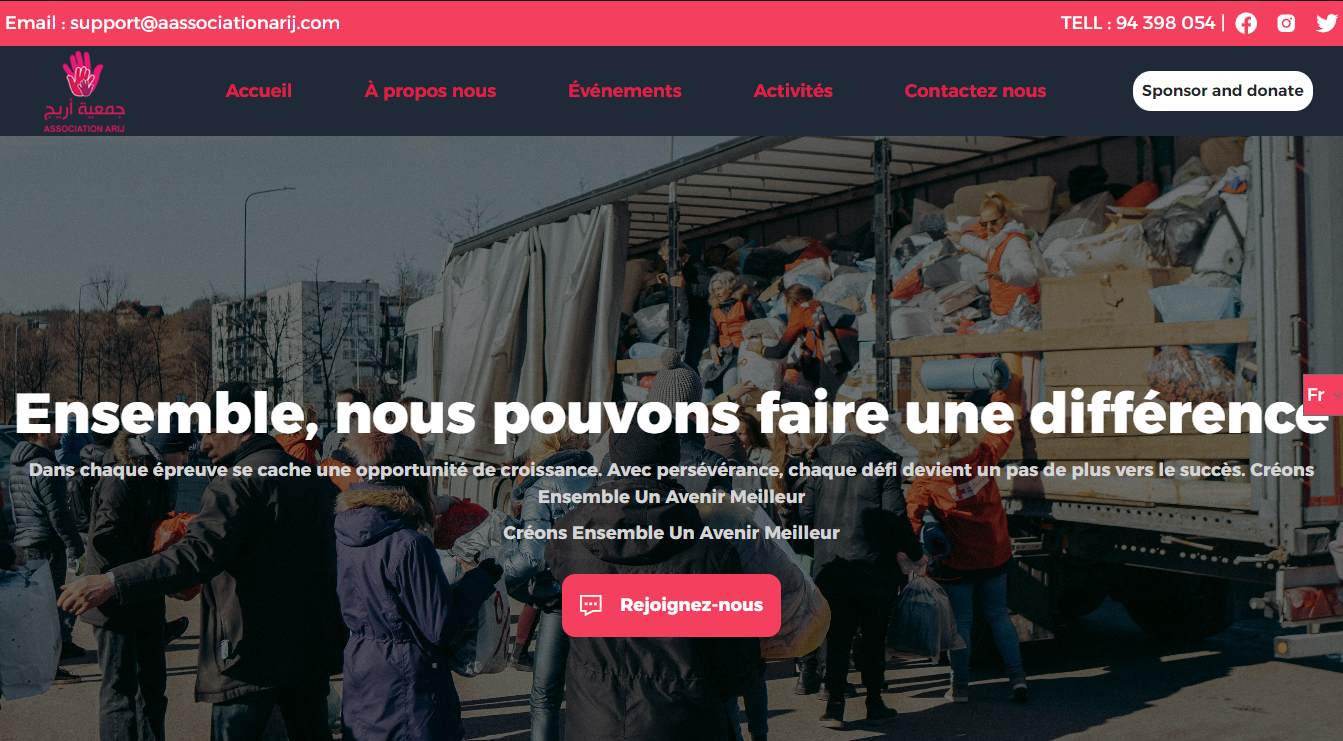 Email : support@aassociationarij.com
TELL : 94 398 054 |
جمعية أريج
ASSOCIATION ARIJ
Accueil
À propos nous
Événements
Activités
Contactez nous
Sponsor and donate
Fr
Ensemble, nous pouvons faire une différence
Dans chaque épreuve se cache une opportunité de croissance. Avec persévérance, chaque défi devient un pas de plus vers le succès. Créons
Ensemble Un Avenir Meilleur
Créons Ensemble Un Avenir Meilleur
Rejoignez-nous